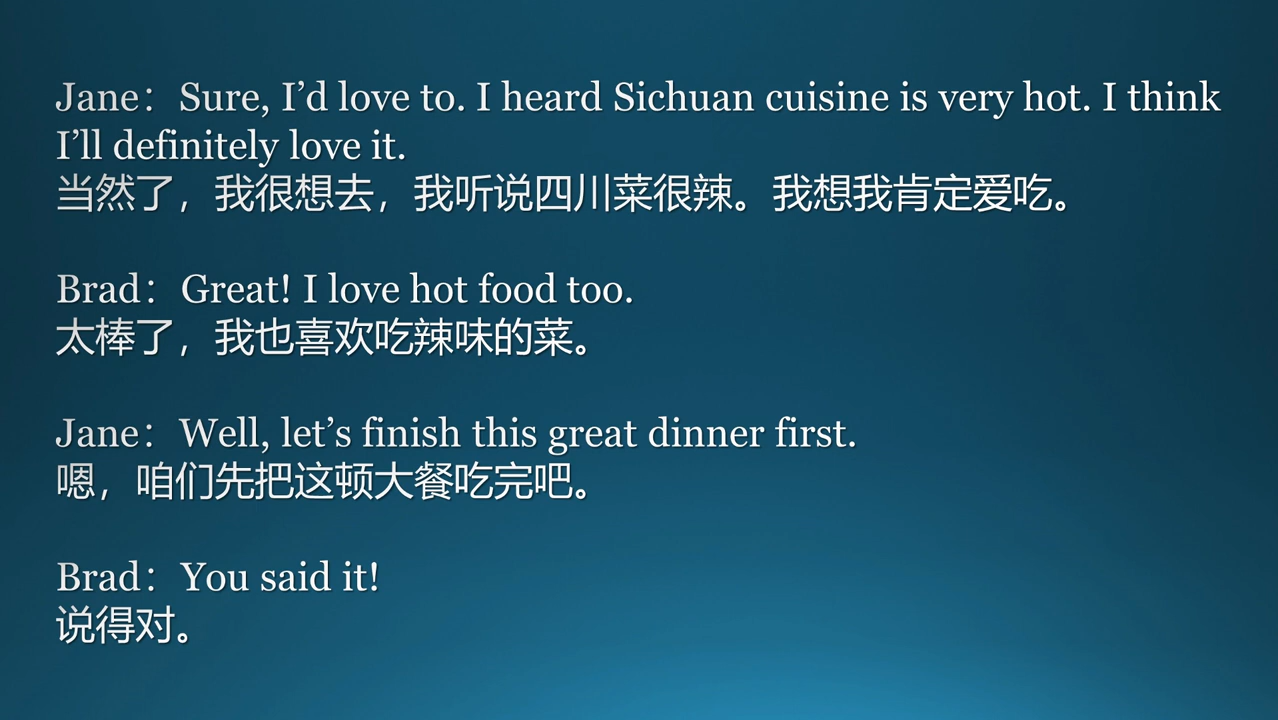 Jane：Sure, I’d love to. I heard Sichuan cuisine is very hot. I think
I’ll definitely love it.
当然了，我很想去，我听说四川菜很辣。我想我肯定爱吃。
Brad：Great! I love hot food too.
太棒了，我也喜欢吃辣味的菜。
Jane：Well, let’s finish this great dinner first.
嗯，咱们先把这顿大餐吃完吧。
Brad：You said it!
说得对。